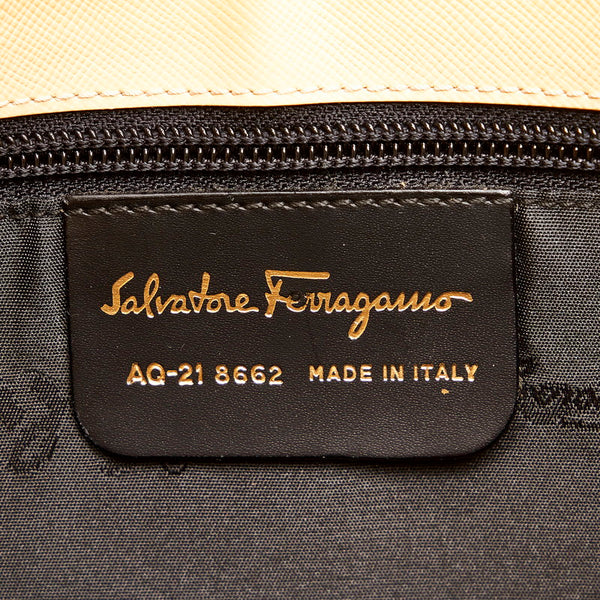 Salvatore Ferragamo
AQ-21 8662 MADE IN ITALY